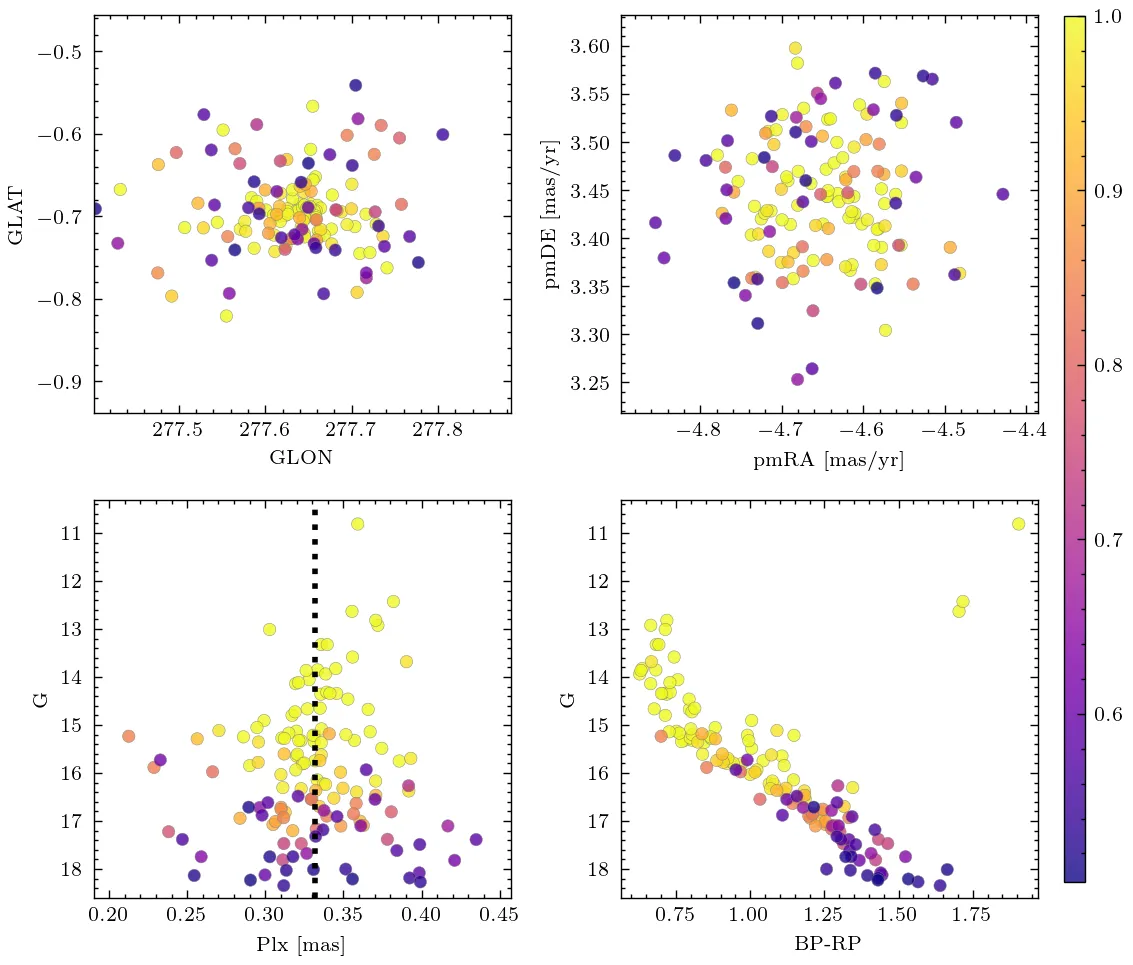 −0.5
−0.6
−0.7
−0.8
−0.9
GLAT
277.5 277.6 277.7 277.8
GLON
3.60
3.55
3.50
3.45
3.40
3.35
3.30
3.25
pmDE [mas/yr]
−4.8 −4.7 −4.6 −4.5 −4.4
pmRA [mas/yr]
1.0
0.9
0.8
0.7
0.6
11
12
13
14
15
16
17
18
G
0.20 0.25 0.30 0.35 0.40 0.45
Plx [mas]
11
12
13
14
15
16
17
18
G
0.75 1.00 1.25 1.50 1.75
BP-RP